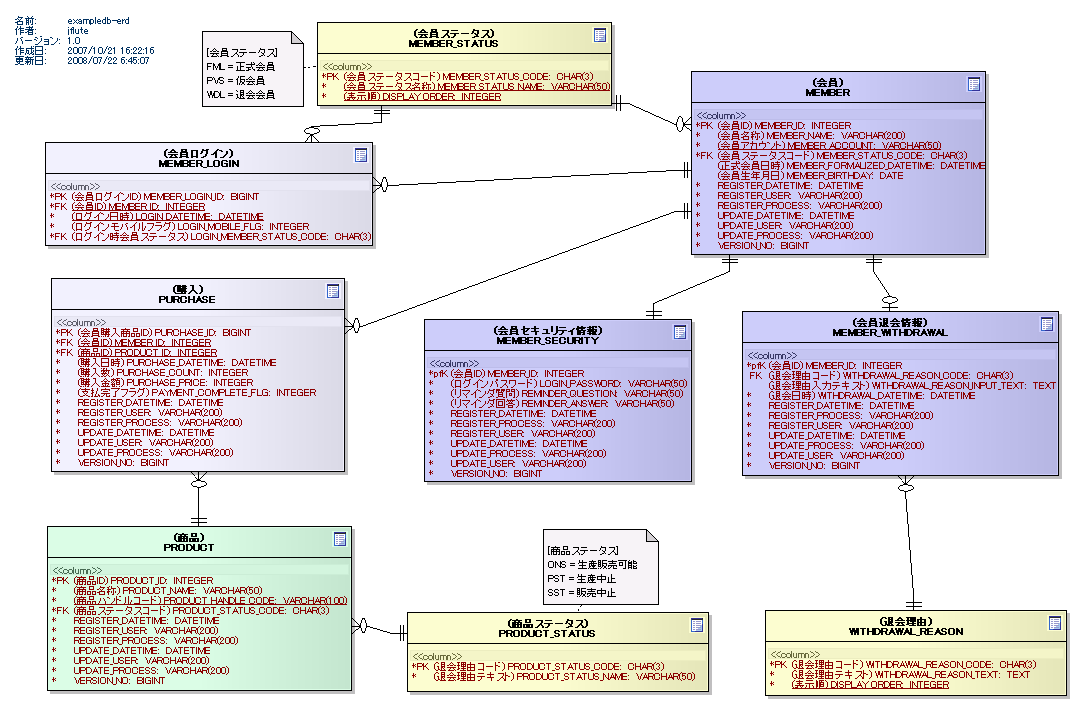 名前: exampledb-erd
作者: jflute
バージョン: 1.0
作成日: 2007/10/21 16:22:16
更新日: 2008/07/22 6:45:07
[会員ステータス]
FML = 正式会員
PVS = 仮会員
WDL = 退会会員
(会員ステータス)
MEMBER_STATUS
<<column>>
*PK (会員ステータスコード) MEMBER_STATUS_CODE: CHAR(3)
* (会員ステータス名称) MEMBER_STATUS_NAME: VARCHAR(50)
* (表示順) DISPLAY_ORDER: INTEGER
(会員)
MEMBER
<<column>>
*PK (会員ID) MEMBER_ID: INTEGER
* (会員名称) MEMBER_NAME: VARCHAR(200)
* (会員アカウント) MEMBER_ACCOUNT: VARCHAR(50)
*FK (会員ステータスコード) MEMBER_STATUS_CODE: CHAR(3)
(正式会員日時) MEMBER_FORMALIZED_DATETIME: DATETIME
(会員生年月日) MEMBER_BIRTHDAY: DATE
* REGISTER_DATETIME: DATETIME
* REGISTER_USER: VARCHAR(200)
* REGISTER_PROCESS: VARCHAR(200)
* UPDATE_DATETIME: DATETIME
* UPDATE_USER: VARCHAR(200)
* UPDATE_PROCESS: VARCHAR(200)
* VERSION_NO: BIGINT
(会員ログイン)
MEMBER_LOGIN
<<column>>
*PK (会員ログインID) MEMBER_LOGIN_ID: BIGINT
*FK (会員ID) MEMBER_ID: INTEGER
* (ログイン日時) LOGIN_DATETIME: DATETIME
* (ログインモバイルフラグ) LOGIN_MOBILE_FLG: INTEGER
*FK (ログイン時会員ステータス) LOGIN_MEMBER_STATUS_CODE: CHAR(3)
(購入)
PURCHASE
<<column>>
*PK (会員購入商品ID) PURCHASE_ID: BIGINT
*FK (会員ID) MEMBER_ID: INTEGER
*FK (商品ID) PRODUCT_ID: INTEGER
* (購入日時) PURCHASE_DATETIME: DATETIME
* (購入数) PURCHASE_COUNT: INTEGER
* (購入金額) PURCHASE_PRICE: INTEGER
* (支払完了フラグ) PAYMENT_COMPLETE_FLG: INTEGER
* REGISTER_DATETIME: DATETIME
* REGISTER_USER: VARCHAR(200)
* REGISTER_PROCESS: VARCHAR(200)
* UPDATE_DATETIME: DATETIME
* UPDATE_USER: VARCHAR(200)
* UPDATE_PROCESS: VARCHAR(200)
* VERSION_NO: BIGINT
(会員セキュリティ情報)
MEMBER_SECURITY
<<column>>
*pfK (会員ID) MEMBER_ID: INTEGER
* (ログインパスワード) LOGIN_PASSWORD: VARCHAR(50)
* (リマインダ質問) REMINDER_QUESTION: VARCHAR(50)
* (リマインダ回答) REMINDER_ANSWER: VARCHAR(50)
* REGISTER_DATETIME: DATETIME
* REGISTER_PROCESS: VARCHAR(200)
* REGISTER_USER: VARCHAR(200)
* UPDATE_DATETIME: DATETIME
* UPDATE_PROCESS: VARCHAR(200)
* UPDATE_USER: VARCHAR(200)
* VERSION_NO: BIGINT
(会員退会情報)
MEMBER_WITHDRAWAL
<<column>>
*pfK (会員ID) MEMBER_ID: INTEGER
FK (退会理由コード) WITHDRAWAL_REASON_CODE: CHAR(3)
(退会理由入力テキスト) WITHDRAWAL_REASON_INPUT_TEXT: TEXT
* (退会日時) WITHDRAWAL_DATETIME: DATETIME
* REGISTER_DATETIME: DATETIME
* REGISTER_PROCESS: VARCHAR(200)
* REGISTER_USER: VARCHAR(200)
* UPDATE_DATETIME: DATETIME
* UPDATE_PROCESS: VARCHAR(200)
* UPDATE_USER: VARCHAR(200)
* VERSION_NO: BIGINT
(商品)
PRODUCT
<<column>>
*PK (商品ID) PRODUCT_ID: INTEGER
* (商品名称) PRODUCT_NAME: VARCHAR(50)
* (商品ハンドルコード) PRODUCT_HANDLE_CODE: VARCHAR(100)
*FK (商品ステータスコード) PRODUCT_STATUS_CODE: CHAR(3)
* REGISTER_DATETIME: DATETIME
* REGISTER_USER: VARCHAR(200)
* REGISTER_PROCESS: VARCHAR(200)
* UPDATE_DATETIME: DATETIME
* UPDATE_USER: VARCHAR(200)
* UPDATE_PROCESS: VARCHAR(200)
* VERSION_NO: BIGINT
[商品ステータス]
ONS = 生産販売可能
PST = 生産中止
SST = 販売中止
(商品ステータス)
PRODUCT_STATUS
<<column>>
*PK (退会理由コード) PRODUCT_STATUS_CODE: CHAR(3)
* (退会理由テキスト) PRODUCT_STATUS_NAME: VARCHAR(50)
(退会理由)
WITHDRAWAL_REASON
<<column>>
*PK (退会理由コード) WITHDRAWAL_REASON_CODE: CHAR(3)
* (退会理由テキスト) WITHDRAWAL_REASON_TEXT: TEXT
* (表示順) DISPLAY_ORDER: INTEGER